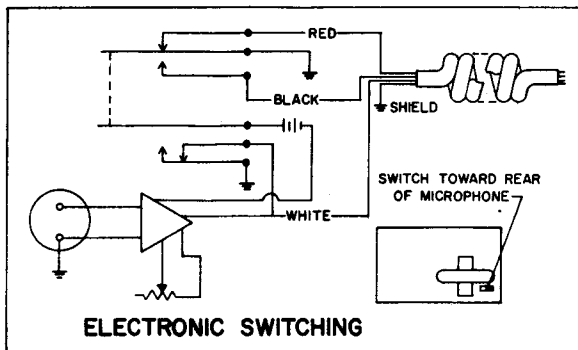 RED
BLACK
SHIELD
SWITCH TOWARD REAR
OF MICROPHONE
WHITE
ELECTRONIC SWITCHING